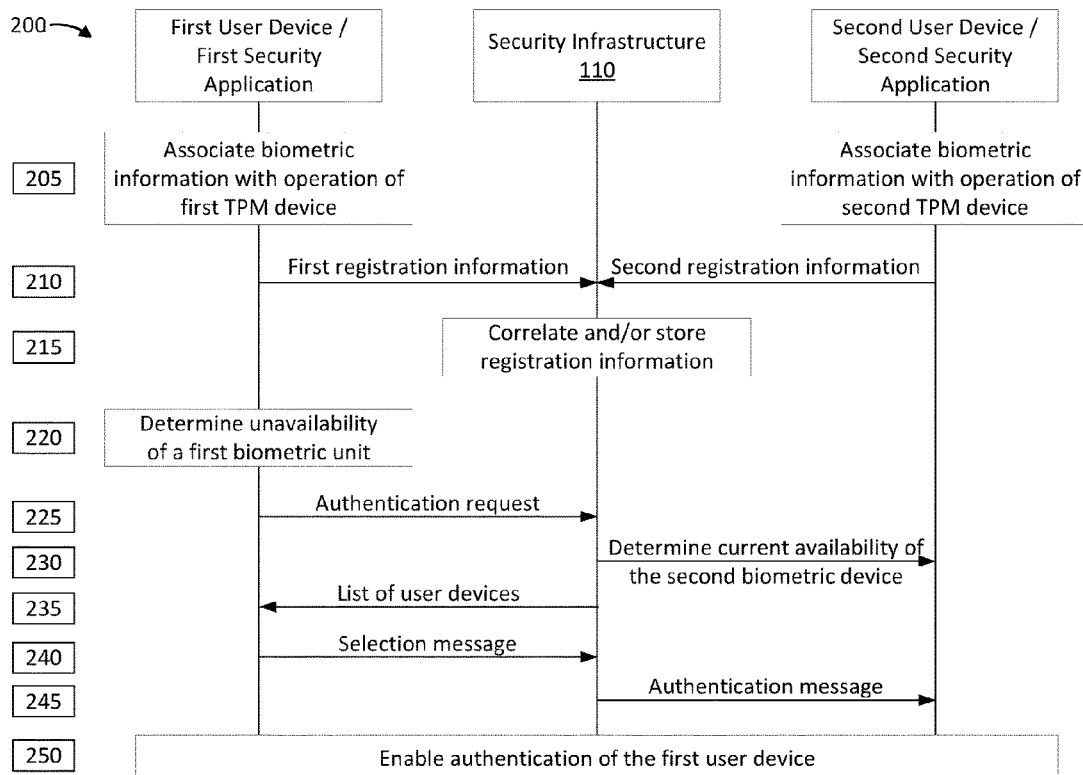 200
First User Device /
First Security
Application
Security Infrastructure
110
Second User Device /
Second Security
Application
205
Associate biometric
information with operation of
first TPM device
Associate biometric
information with operation of
second TPM device
210
First registration information
Second registration information
215
Correlate and/or store
registration information
220
Determine unavailability
of a first biometric unit
225
Authentication request
230
Determine current availability of
the second biometric device
235
List of user devices
240
Selection message
245
Authentication message
250
Enable authentication of the first user device